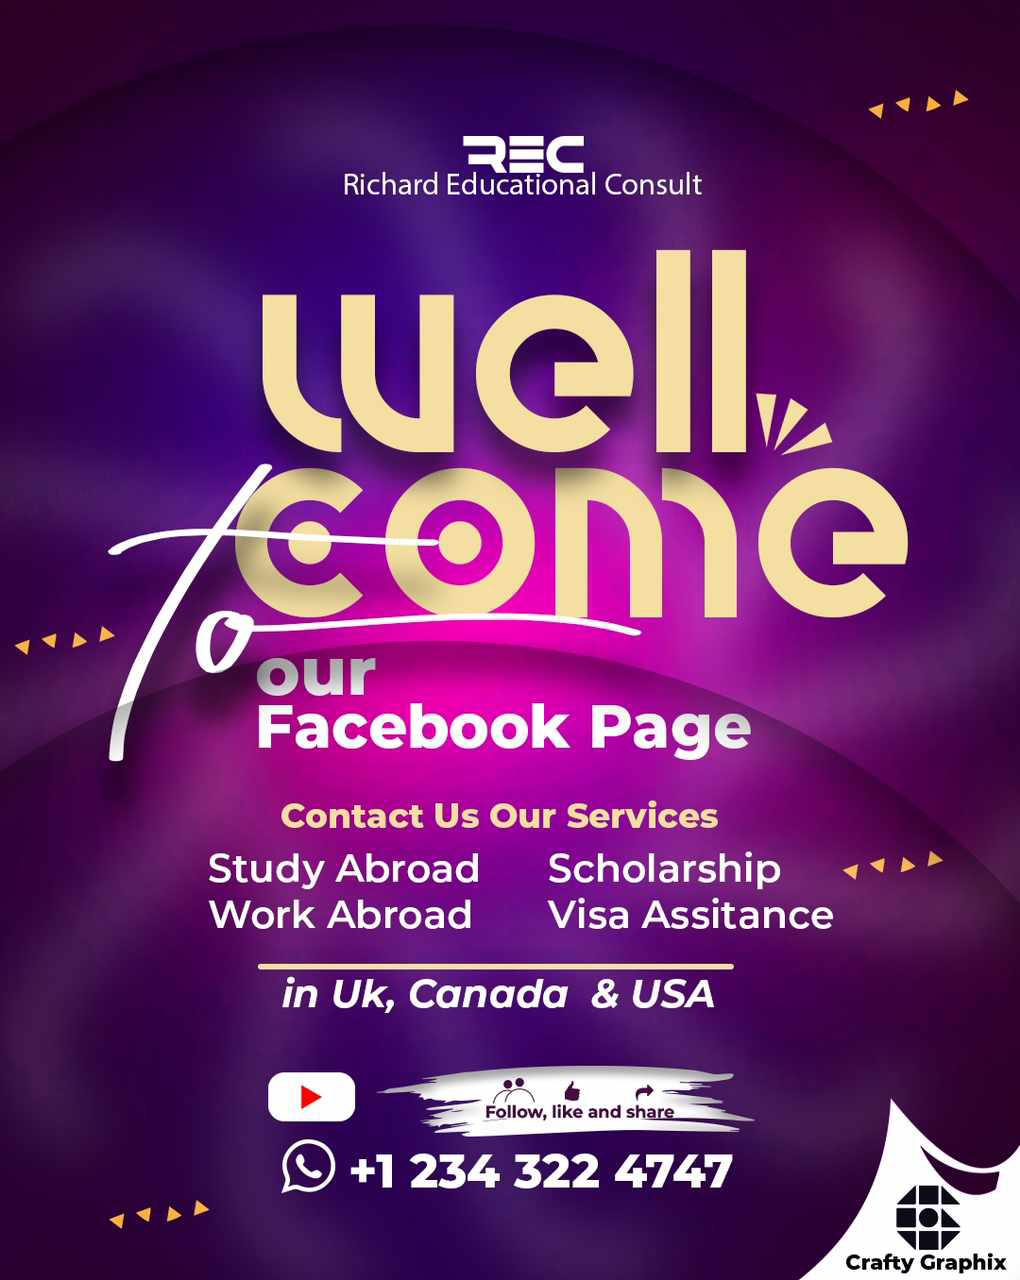 REC
Richard Educational Consult
well
come
To
our
Facebook Page
Contact Us Our Services
Study Abroad Scholarship
Work Abroad Visa Assitance
in Uk, Canada & USA
Follow, like and share
+1 234 322 4747
Crafty Graphix